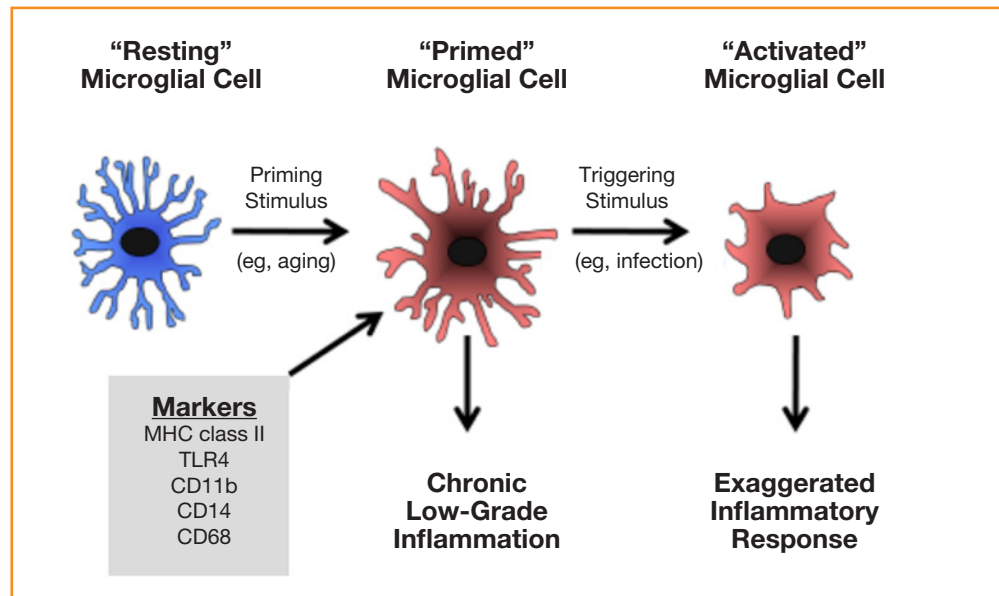 “Resting”
Microglial Cell
“Primed”
Microglial Cell
“Activated”
Microglial Cell
Priming
Stimulus
(eg, aging)
Triggering
Stimulus
(eg, infection)
Markers
MHC class II
TLR4
CD11b
CD14
CD68
Chronic
Low-Grade
Inflammation
Exaggerated
Inflammatory
Response